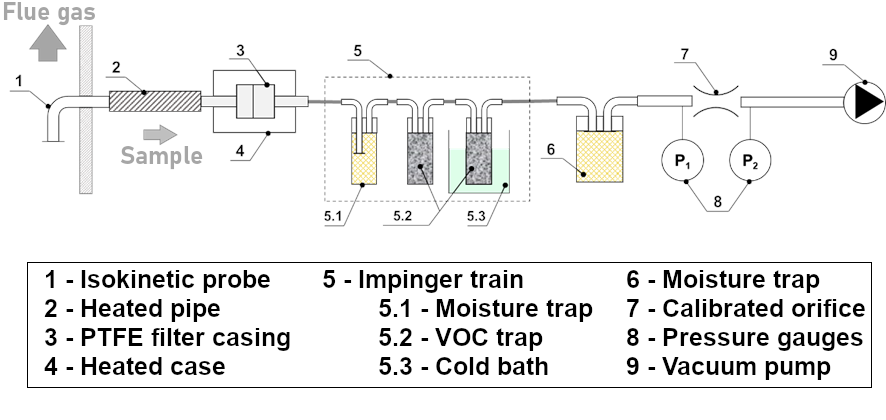 Flue gas
1
2
3
5
7
9
Sample
4
6
P1
P2
5.1
5.2
5.3
8
1 - Isokinetic probe
2 - Heated pipe
3 - PTFE filter casing
4 - Heated case
5 - Impinger train
5.1 - Moisture trap
5.2 - VOC trap
5.3 - Cold bath
6 - Moisture trap
7 - Calibrated orifice
8 - Pressure gauges
9 - Vacuum pump